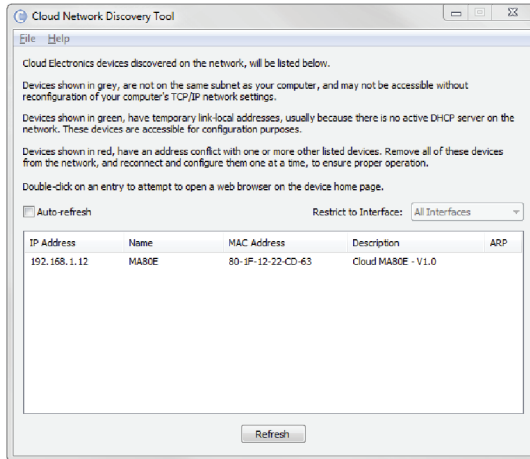 Cloud Network Discovery Tool
File Help
Cloud Electronics devices discovered on the network, will be listed below.
Devices shown in grey, are not on the same subnet as your computer, and may not be accessible without
reconfiguration of your computer's TCP/IP network settings.
Devices shown in green, have temporary link-local addresses, usually because there is no active DHCP server on the
network. These devices are accessible for configuration purposes.
Devices shown in red, have an address conflict with one or more other listed devices. Remove all of these devices
from the network, and reconnect and configure them one at a time, to ensure proper operation.
Double-click on an entry to attempt to open a web browser on the device home page.
Auto-refresh Restrict to Interface: All Interfaces
IP Address Name MAC Address Description ARP
192.168.1.12 MA80E 80-1F-12-22-CD-63 Cloud MA80E - V1.0
Refresh